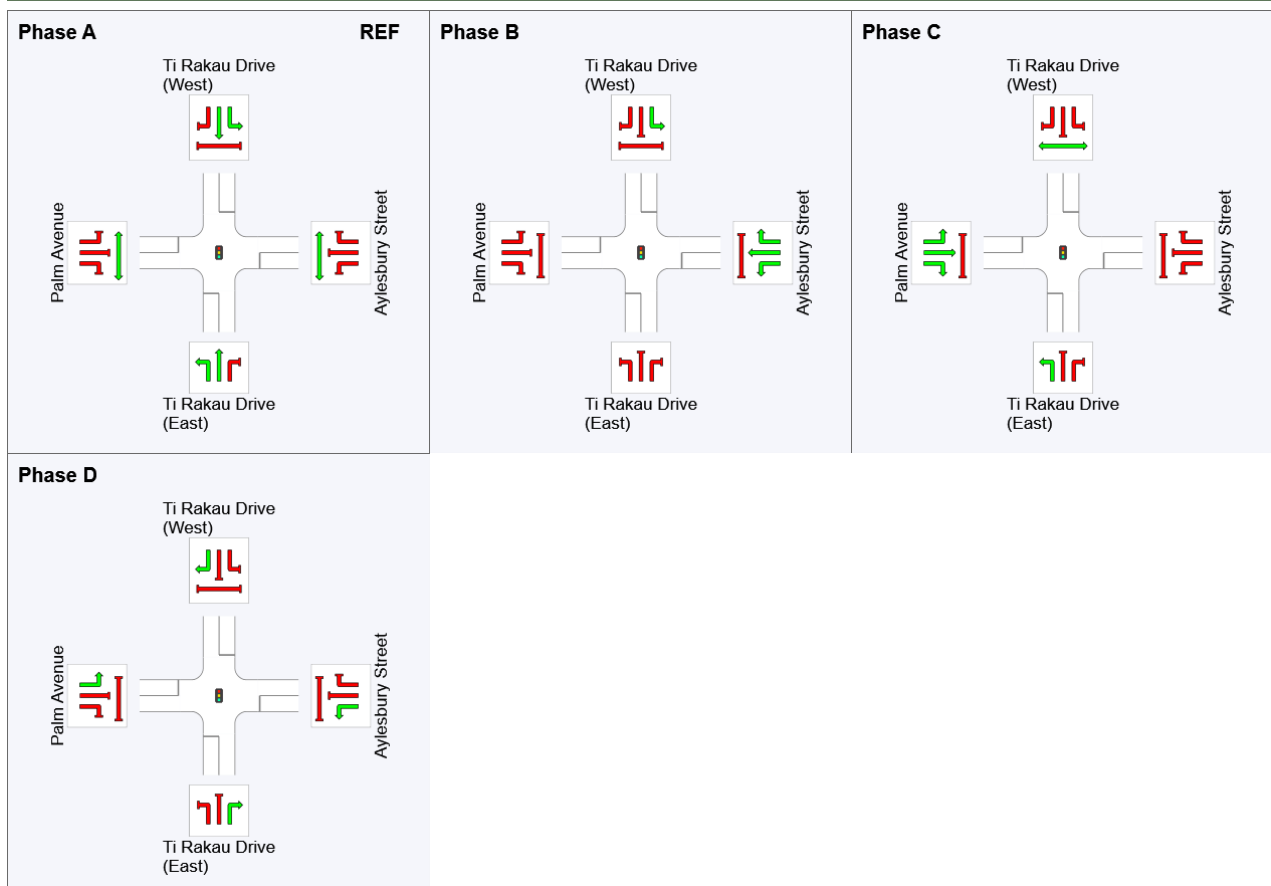 Phase A REF
Ti Rakau Drive
(West)
Palm Avenue
Aylesbury Street
Ti Rakau Drive
(East)
Phase B
Ti Rakau Drive
(West)
Palm Avenue
Aylesbury Street
Ti Rakau Drive
(East)
Phase C
Ti Rakau Drive
(West)
Palm Avenue
Aylesbury Street
Ti Rakau Drive
(East)
Phase D
Ti Rakau Drive
(West)
Palm Avenue
Aylesbury Street
Ti Rakau Drive
(East)